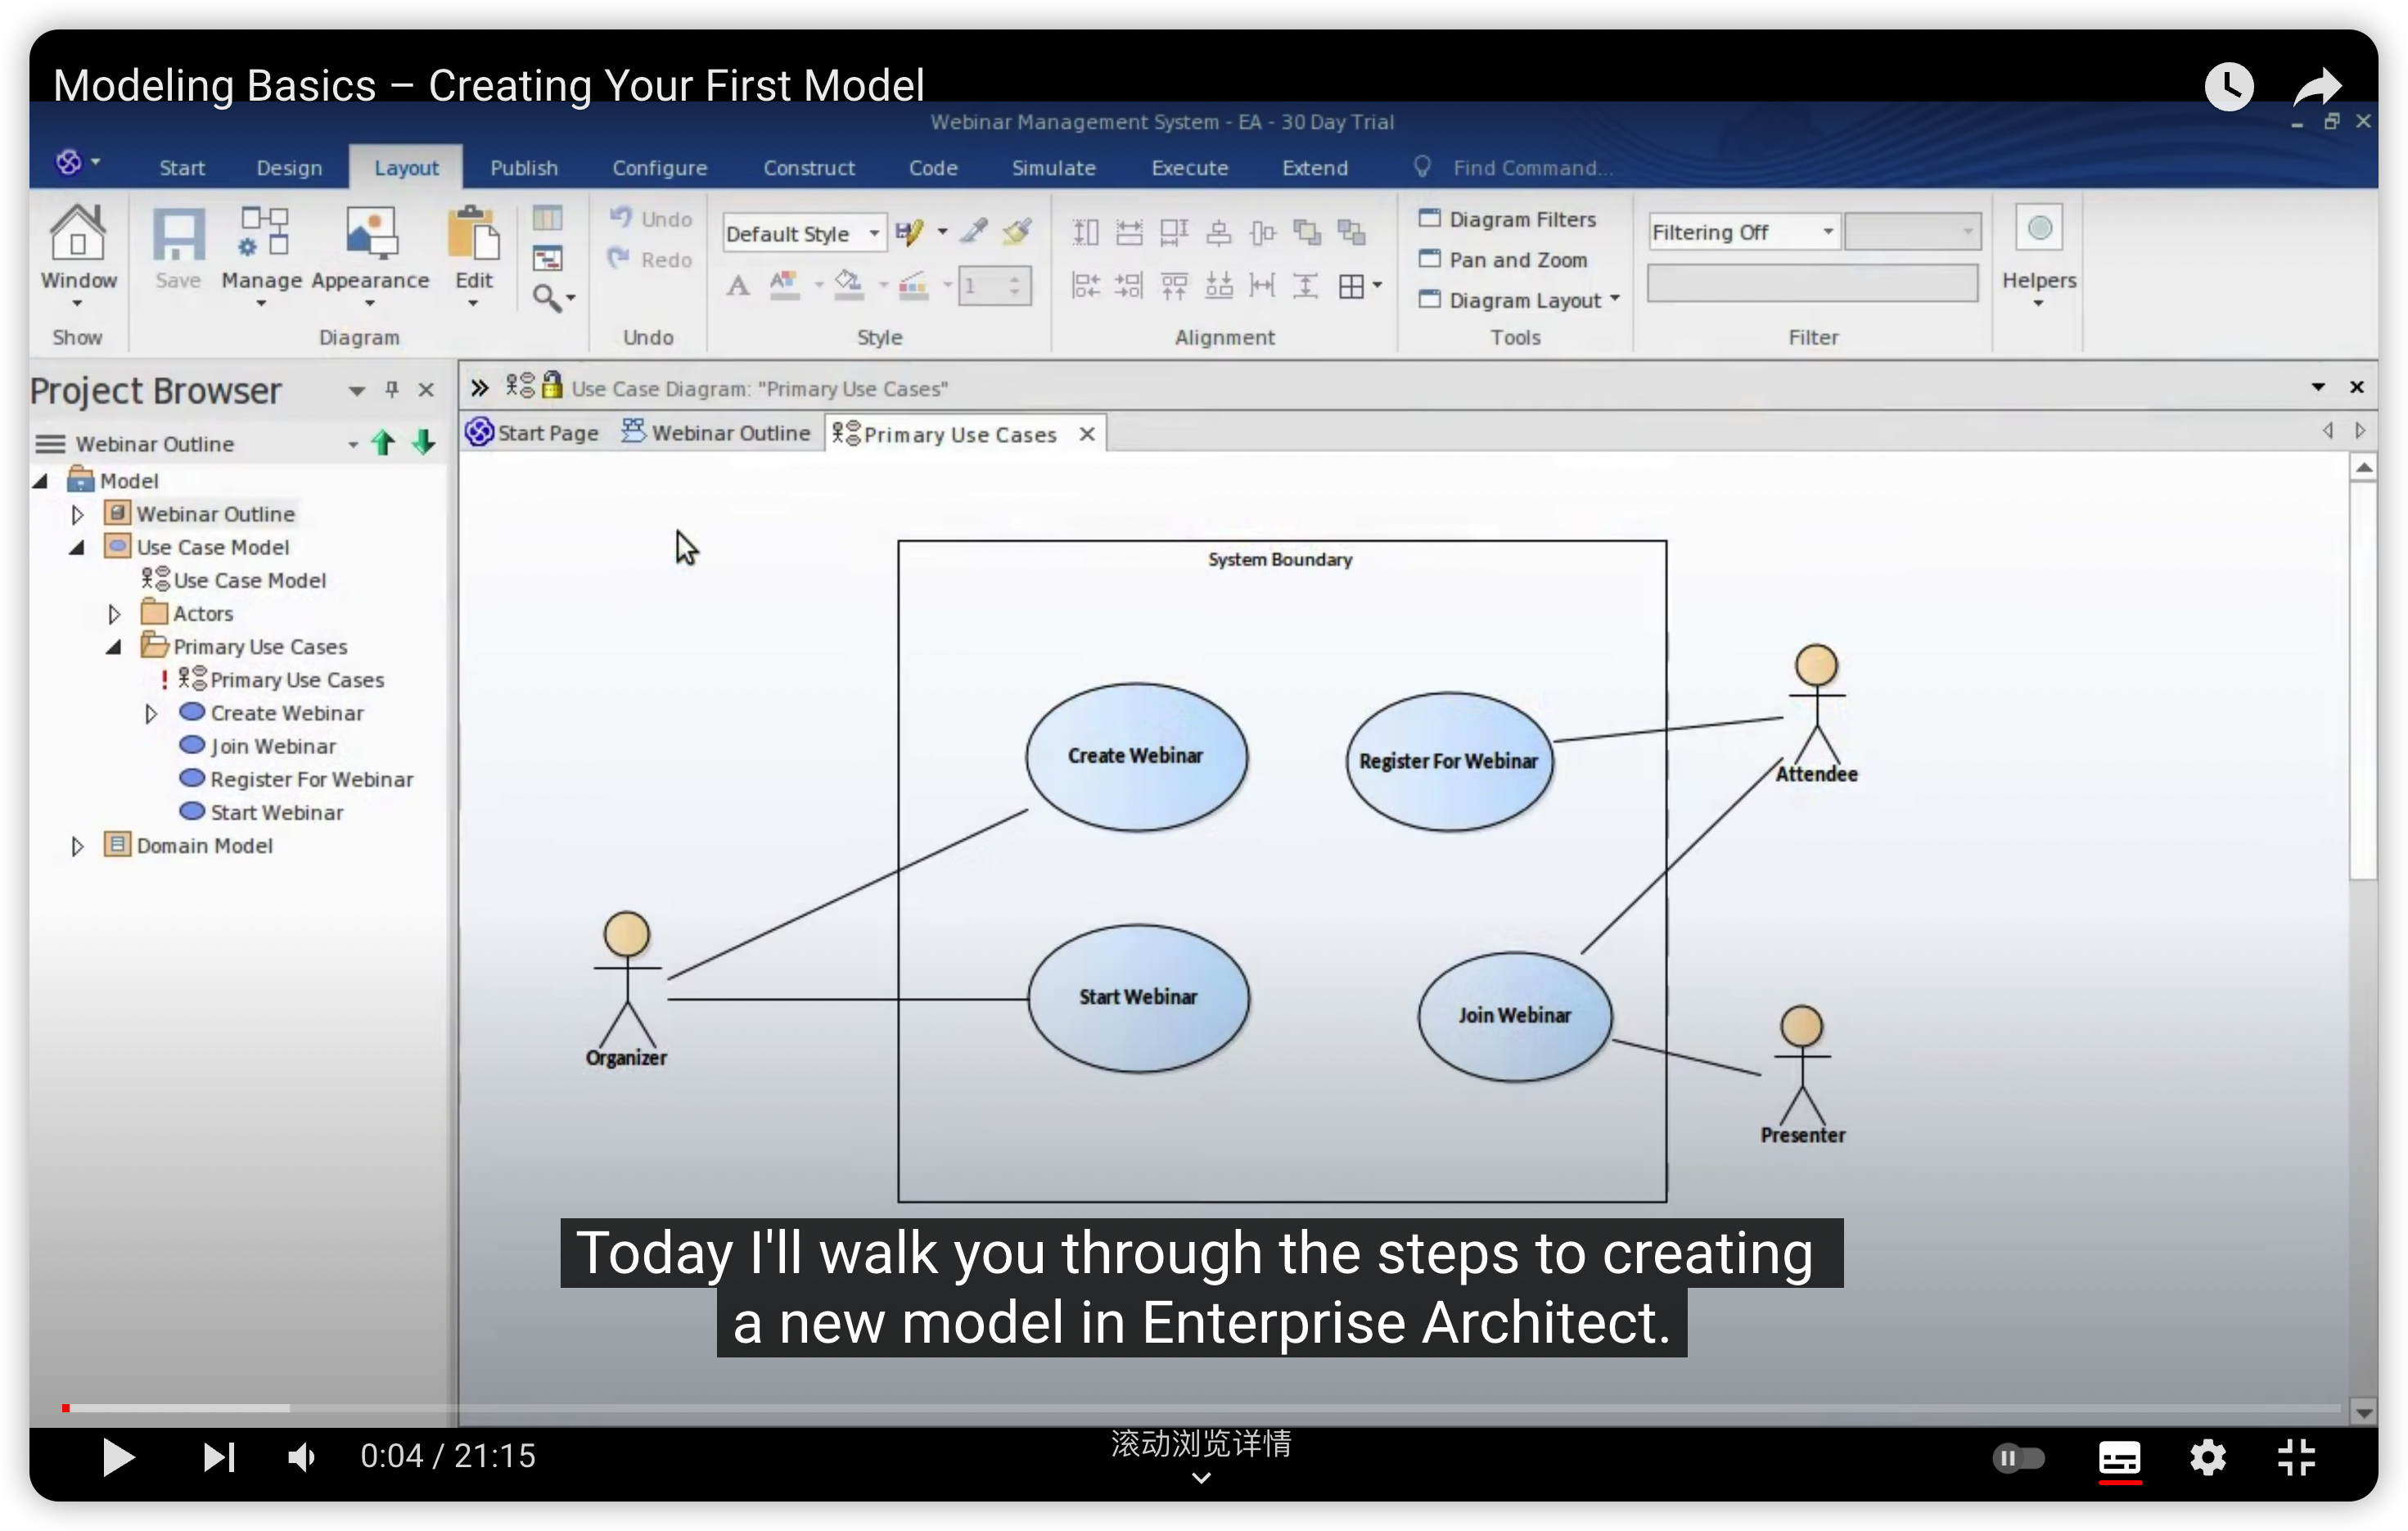 Modeling Basics – Creating Your First Model
Webinar Management System - EA - 30 Day Trial
Start Design Layout Publish Configure Construct Code Simulate Execute Extend Find Command...
Window Save Manage Appearance Edit
Undo
Redo
Default Style
1
Diagram Filters
Pan and Zoom
Diagram Layout
Filtering Off
Helpers
Show Diagram Undo Style Alignment Tools Filter
Project Browser
Webinar Outline
Model
Webinar Outline
Use Case Model
Use Case Model
Actors
Primary Use Cases
! Primary Use Cases
Create Webinar
Join Webinar
Register For Webinar
Start Webinar
Domain Model
Use Case Diagram: "Primary Use Cases"
Start Page Webinar Outline Primary Use Cases
System Boundary
Create Webinar
Register For Webinar
Attendee
Start Webinar
Join Webinar
Organizer
Presenter
Today I'll walk you through the steps to creating
a new model in Enterprise Architect.
0:04 / 21:15
滚动浏览详情